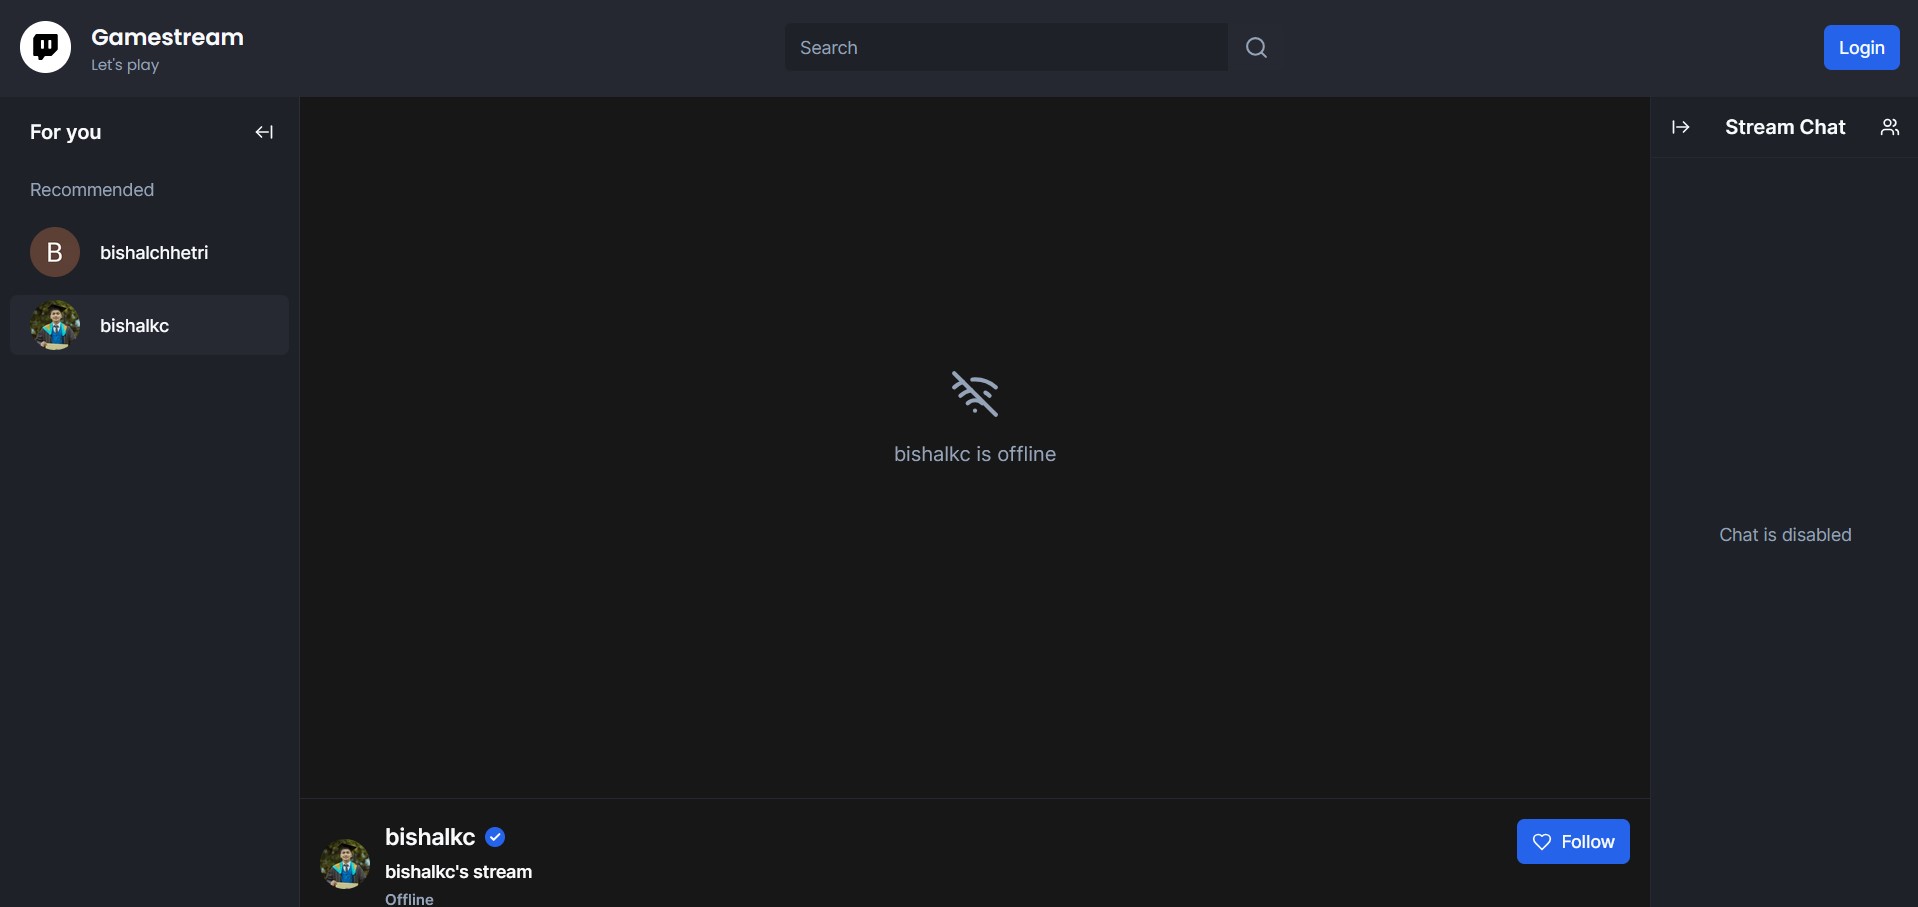 Gamestream
Let's play
Search
Login
For you
Recommended
B
bishalchhetri
bishalkc
bishalkc is offline
Stream Chat
Chat is disabled
bishalkc
bishalkc's stream
Offline
Follow